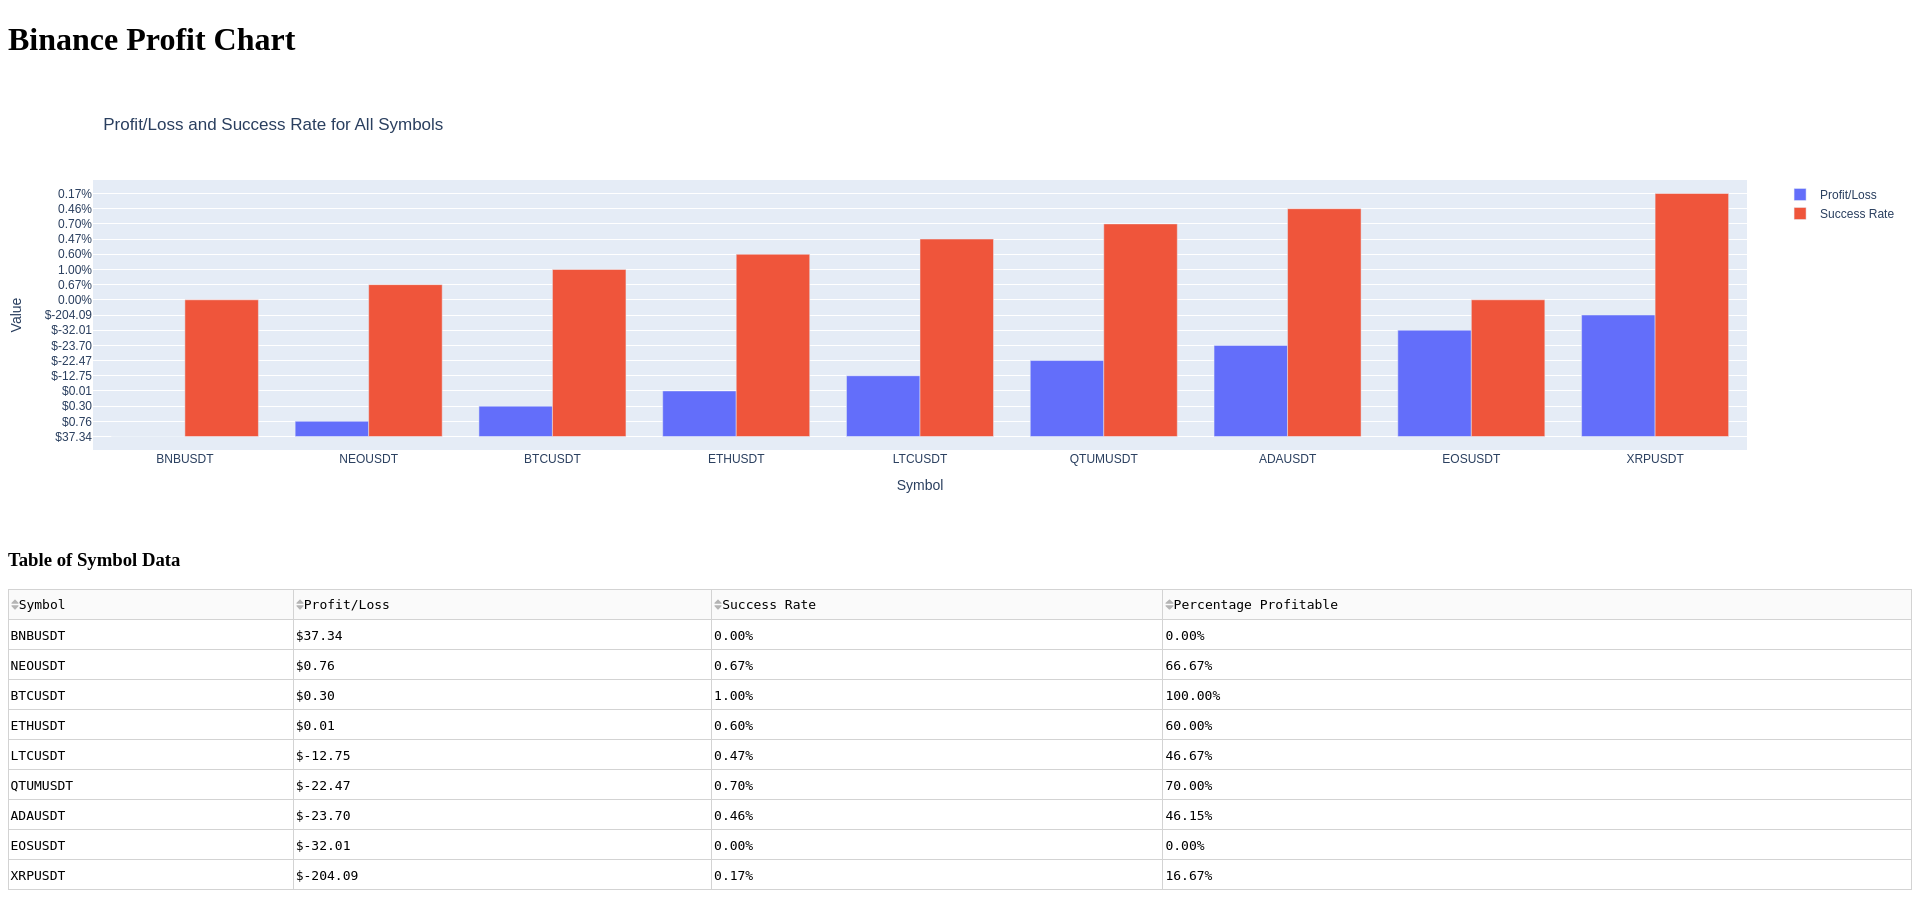 Binance Profit Chart
Profit/Loss and Success Rate for All Symbols
Value
0.17%
0.46%
0.70%
0.47%
0.60%
1.00%
0.67%
0.00%
$-204.09
$-32.01
$-23.70
$-22.47
$-12.75
$0.01
$0.30
$0.76
$37.34
BNBUSDT NEOUSDT BTCUSDT ETHUSDT LTCUSDT QTUMUSDT ADAUSDT EOSUSDT XRPUSDT
Symbol
Profit/Loss
Success Rate
Table of Symbol Data
Symbol Profit/Loss Success Rate Percentage Profitable
BNBUSDT $37.34 0.00% 0.00%
NEOUSDT $0.76 0.67% 66.67%
BTCUSDT $0.30 1.00% 100.00%
ETHUSDT $0.01 0.60% 60.00%
LTCUSDT $-12.75 0.47% 46.67%
QTUMUSDT $-22.47 0.70% 70.00%
ADAUSDT $-23.70 0.46% 46.15%
EOSUSDT $-32.01 0.00% 0.00%
XRPUSDT $-204.09 0.17% 16.67%